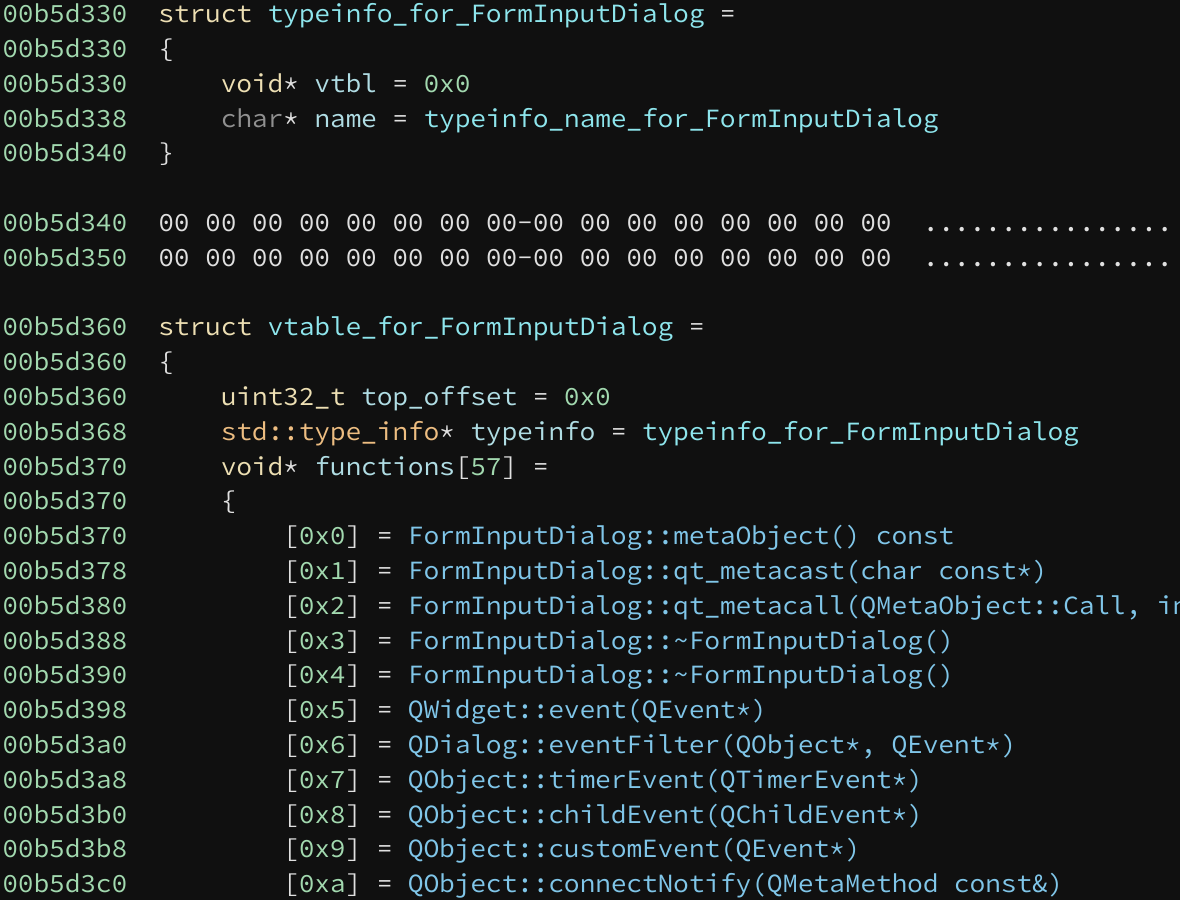 00b5d330  struct typeinfo_for_FormInputDialog =
00b5d330  {
00b5d330      void* vtbl = 0x0
00b5d338      char* name = typeinfo_name_for_FormInputDialog
00b5d340  }
00b5d340  00 00 00 00 00 00 00 00-00 00 00 00 00 00 00 00  ................
00b5d350  00 00 00 00 00 00 00 00-00 00 00 00 00 00 00 00  ................
00b5d360  struct vtable_for_FormInputDialog =
00b5d360  {
00b5d360      uint32_t top_offset = 0x0
00b5d368      std::type_info* typeinfo = typeinfo_for_FormInputDialog
00b5d370      void* functions[57] =
00b5d370      {
00b5d370          [0x0] = FormInputDialog::metaObject() const
00b5d378          [0x1] = FormInputDialog::qt_metacast(char const*)
00b5d380          [0x2] = FormInputDialog::qt_metacall(QMetaObject::Call,
00b5d388          [0x3] = FormInputDialog::~FormInputDialog()
00b5d390          [0x4] = FormInputDialog::~FormInputDialog()
00b5d398          [0x5] = QWidget::event(QEvent*)
00b5d3a0          [0x6] = QDialog::eventFilter(QObject*, QEvent*)
00b5d3a8          [0x7] = QObject::timerEvent(QTimerEvent*)
00b5d3b0          [0x8] = QObject::childEvent(QChildEvent*)
00b5d3b8          [0x9] = QObject::customEvent(QEvent*)
00b5d3c0          [0xa] = QObject::connectNotify(QMetaMethod const&)